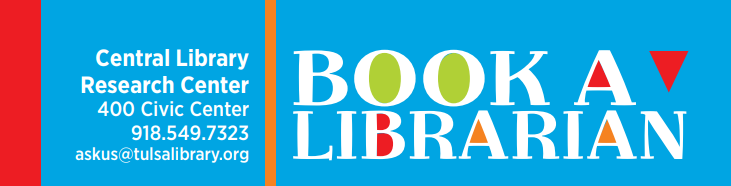 Central Library
Research Center
400 Civic Center
918.549.7323
askus@tulsalibrary.org
BOOK A
LIBRARIAN